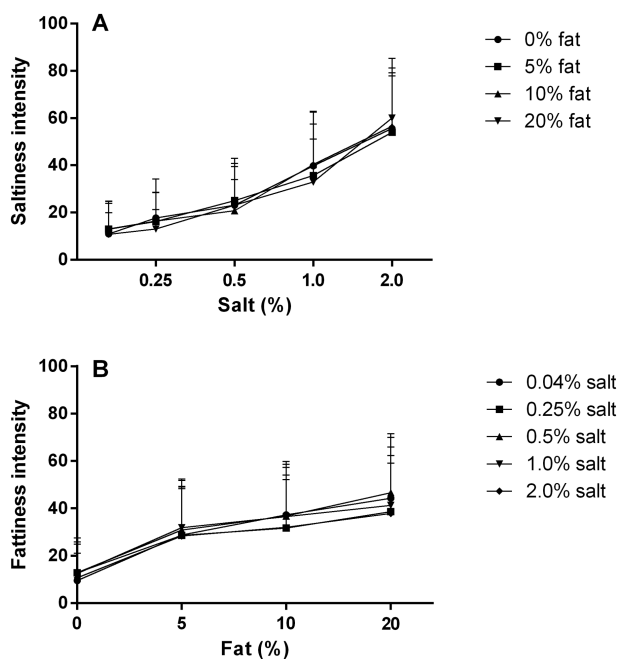 A
100
80
60
40
20
0
Saltiness intensity
0.25 0.5 1.0 2.0
Salt (%)
0% fat
5% fat
10% fat
20% fat
B
100
80
60
40
20
0
Fattiness intensity
0 5 10 20
Fat (%)
0.04% salt
0.25% salt
0.5% salt
1.0% salt
2.0% salt